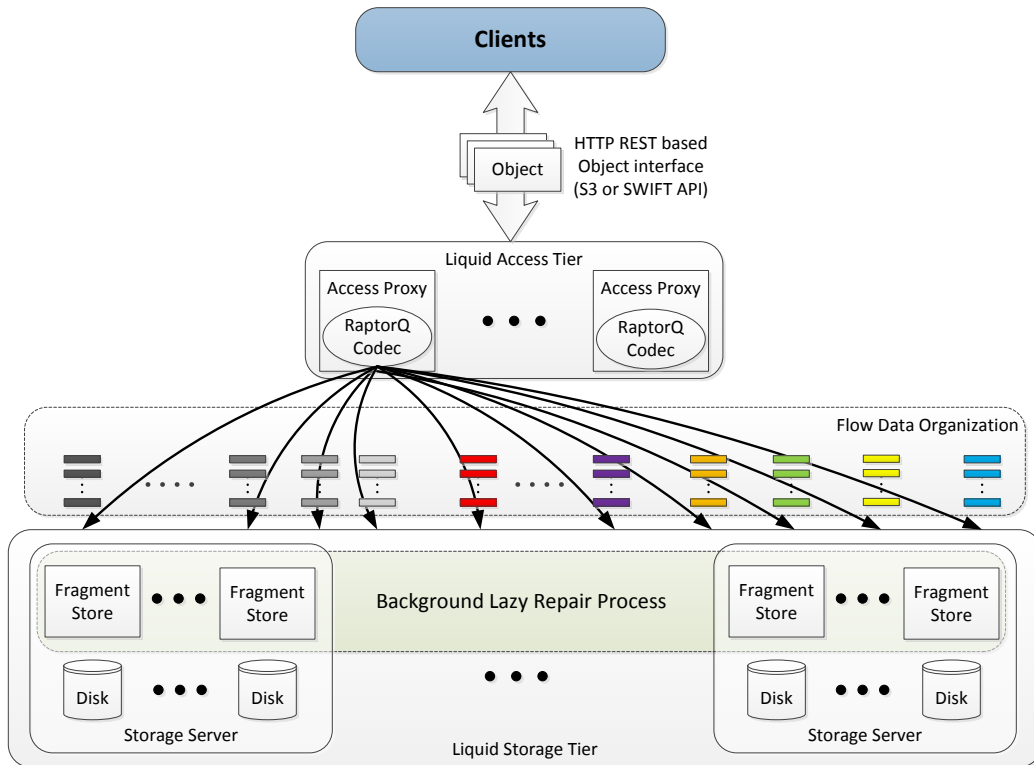 Clients
HTTP REST based
Object interface
(S3 or SWIFT API)
Object
Liquid Access Tier
Access Proxy
RaptorQ
Codec
Access Proxy
RaptorQ
Codec
Flow Data Organization
Fragment
Store
Fragment
Store
Background Lazy Repair Process
Fragment
Store
Fragment
Store
Disk
Disk
Disk
Disk
Storage Server
Storage Server
Liquid Storage Tier